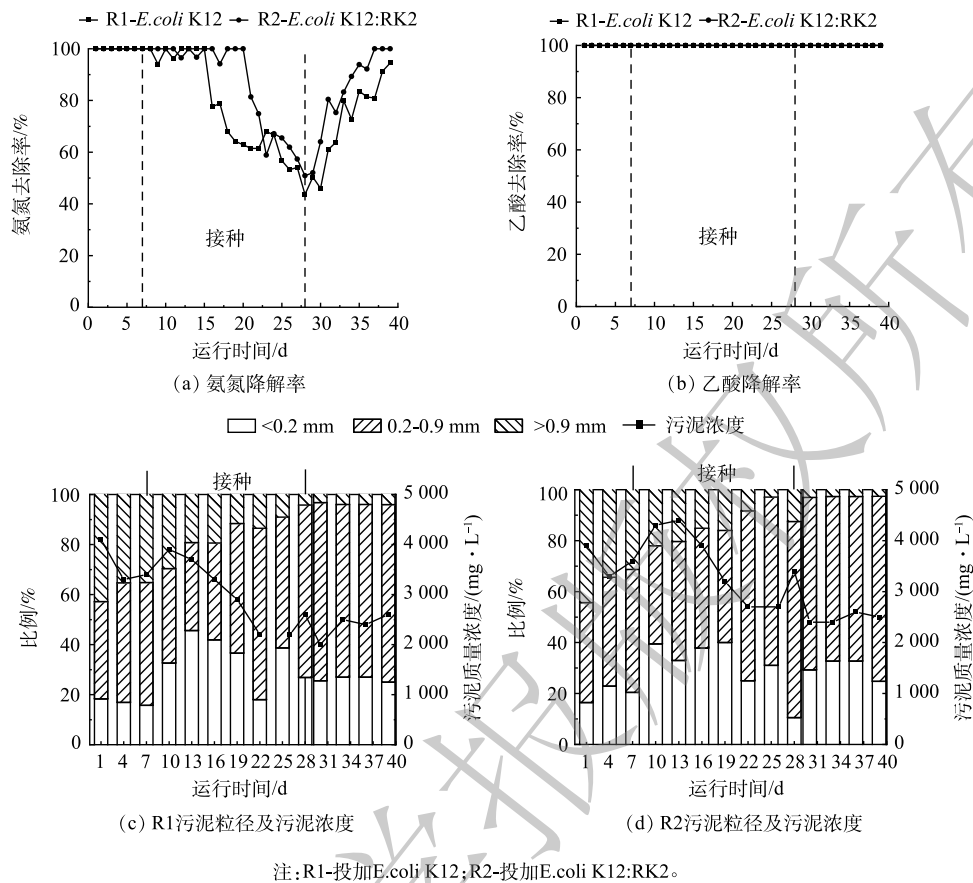 R1-E.coli K12 R2-E.coli K12:RK2
R1-E.coli K12 R2-E.coli K12:RK2
100
80
60
40
20
0
氨氮去除率/%
接种
0 5 10 15 20 25 30 35 40
运行时间/d
(a) 氨氮降解率
100
80
60
40
20
0
乙酸去除率/%
接种
0 5 10 15 20 25 30 35 40
运行时间/d
(b) 乙酸降解率
<0.2 mm 0.2-0.9 mm >0.9 mm 污泥浓度
接种
100
80
60
40
20
0
比例/%
5 000
4 000
3 000
2 000
1 000
0
污泥质量浓度/(mg·L⁻¹)
1 4 7 10 13 16 19 22 25 28 31 34 37 40
运行时间/d
(c) R1污泥粒径及污泥浓度
接种
100
80
60
40
20
0
比例/%
5 000
4 000
3 000
2 000
1 000
0
污泥质量浓度/(mg·L⁻¹)
1 4 7 10 13 16 19 22 25 28 31 34 37 40
运行时间/d
(d) R2污泥粒径及污泥浓度
注:R1-投加E.coli K12;R2-投加E.coli K12:RK2。
学报版权所有